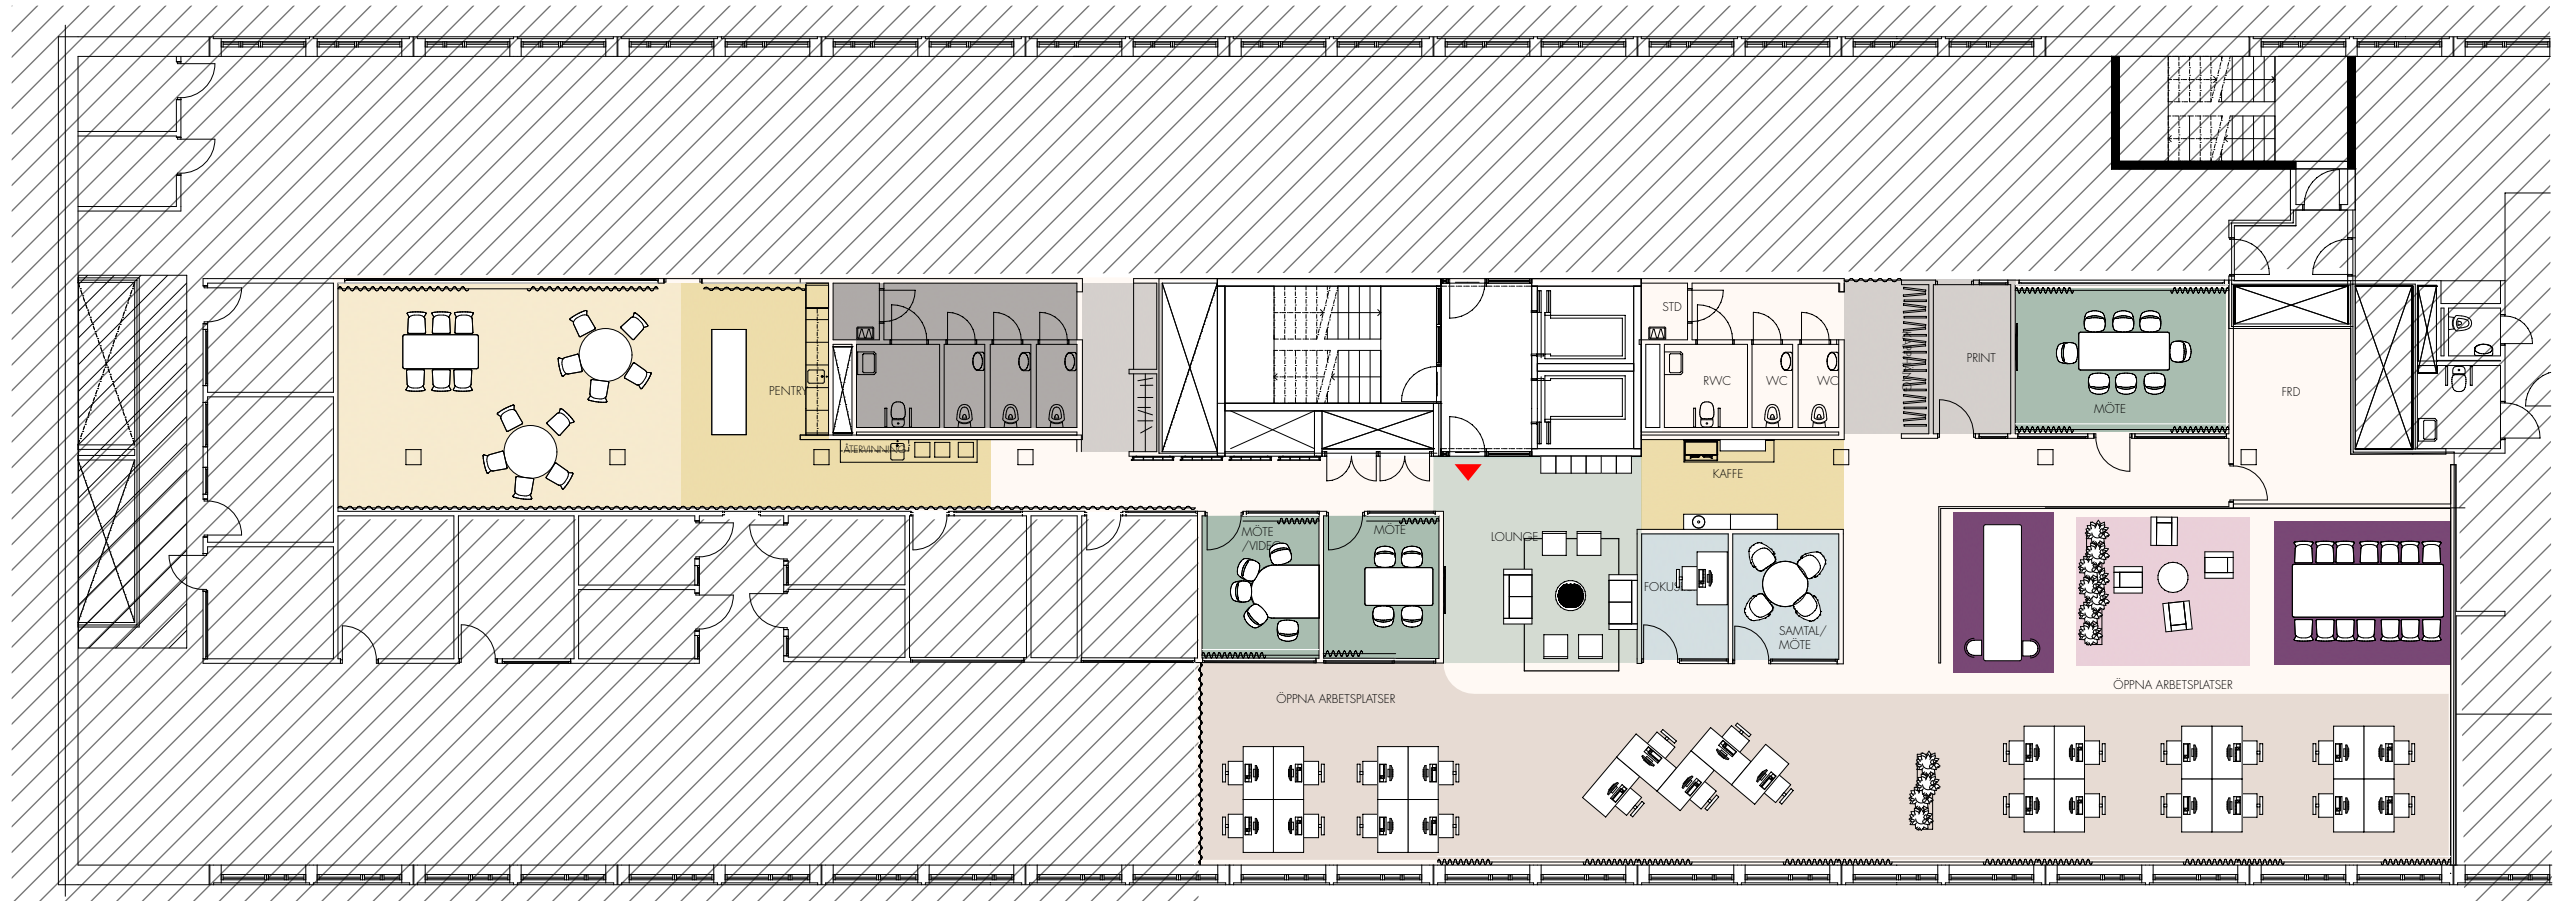 STD
PRINT
RWC
WC
WC
PENTRY
FRD
MÖTE
ÅTERVINNING
KAFFE
MÖTE
/VIDEO
MÖTE
LOUNGE
FOKUS
SAMTAL/
MÖTE
ÖPPNA ARBETSPLATSER
ÖPPNA ARBETSPLATSER